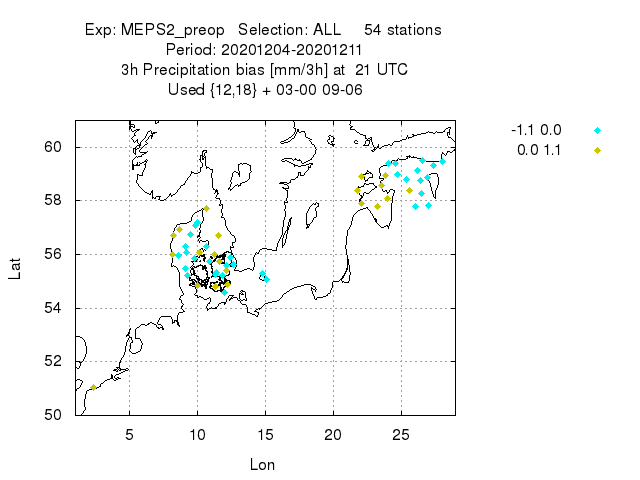 Exp: MEPS2_preop Selection: ALL 54 stations
Period: 20201204-20201211
3h Precipitation bias [mm/3h] at 21 UTC
Used {12,18} + 03-00 09-06
-1.1 0.0
0.0 1.1
60
58
56
54
52
50
Lat
5 10 15 20 25
Lon